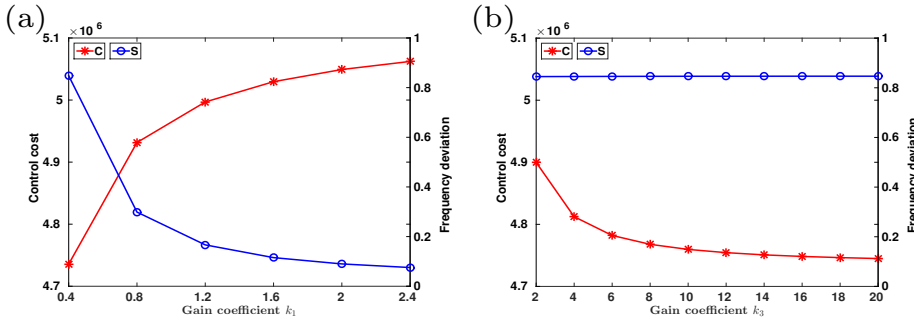 (a)
× 10 6
5.1
5
4.9
4.8
4.7
Control cost
C
S
1
0.8
0.6
0.4
0.2
0
Frequency deviation
0.4 0.8 1.2 1.6 2 2.4
Gain coefficient k1
(b)
× 10 6
5.1
5
4.9
4.8
4.7
Control cost
C
S
1
0.8
0.6
0.4
0.2
0
Frequency deviation
2 4 6 8 10 12 14 16 18 20
Gain coefficient k3